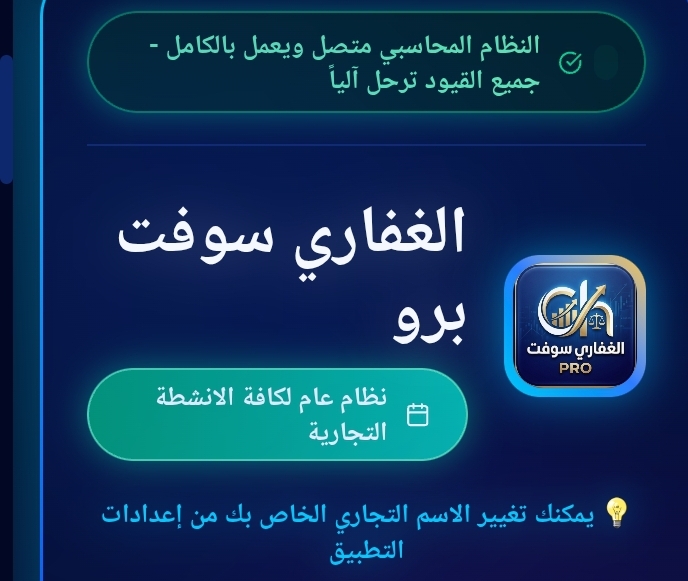 النظام المحاسبي متصل ويعمل بالكامل -
جميع القيود ترحل آلياً
الغفاري سوفت
برو
الغفاري سوفت
PRO
نظام عام لكافة الانشطة
التجارية
يمكنك تغيير الاسم التجاري الخاص بك من إعدادات
التطبيق